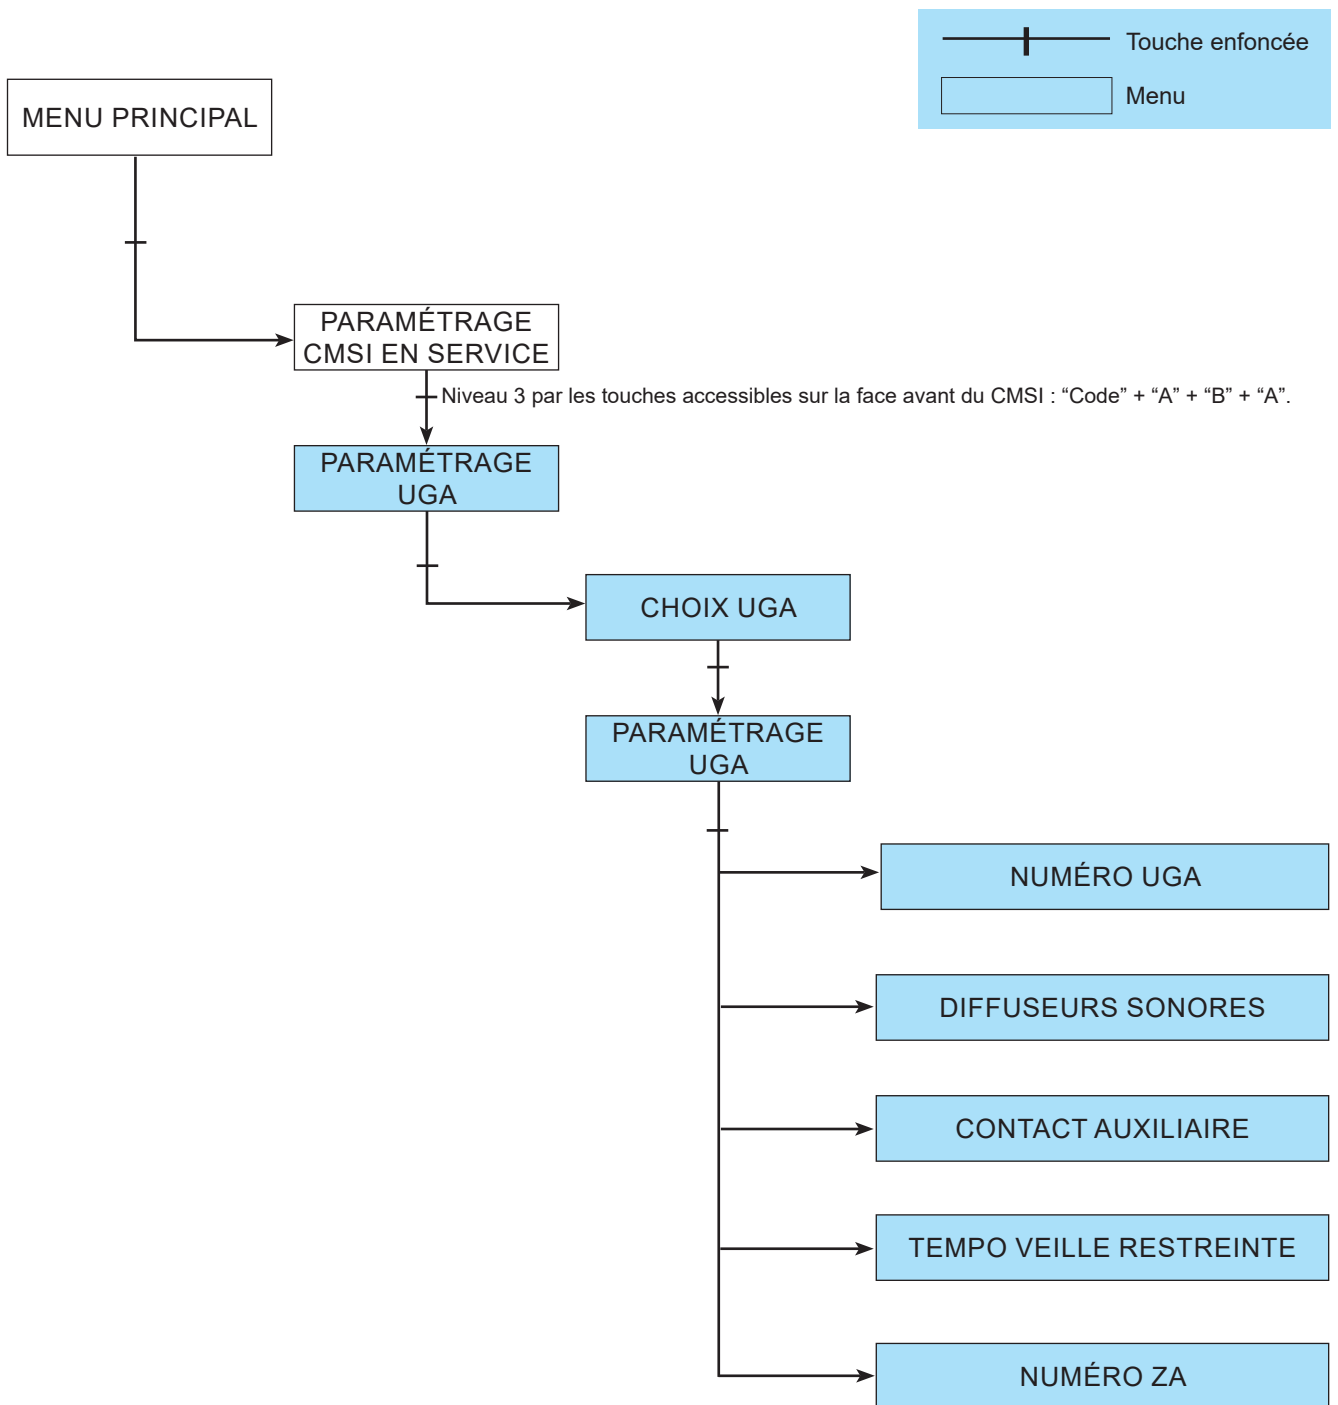 Touche enfoncée
Menu
MENU PRINCIPAL
PARAMÉTRAGE
CMSI EN SERVICE
Niveau 3 par les touches accessibles sur la face avant du CMSI : “Code” + “A” + “B” + “A”.
PARAMÉTRAGE
UGA
CHOIX UGA
PARAMÉTRAGE
UGA
NUMÉRO UGA
DIFFUSEURS SONORES
CONTACT AUXILIAIRE
TEMPO VEILLE RESTREINTE
NUMÉRO ZA